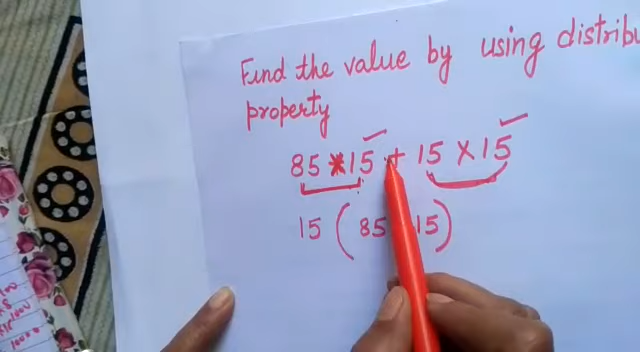 Find the value by using distribu
property
85 * 15 + 15 × 15
15 ( 85 15 )